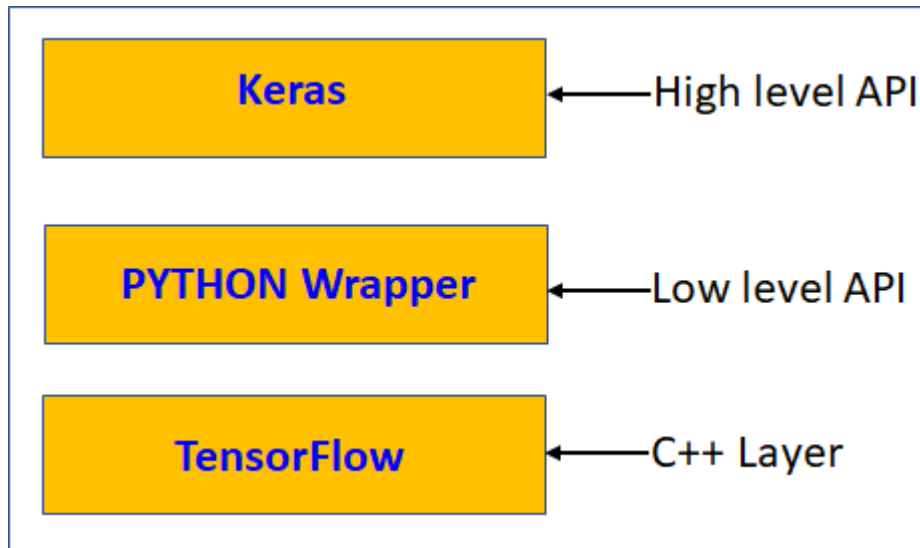 Keras
High level API
PYTHON Wrapper
Low level API
TensorFlow
C++ Layer